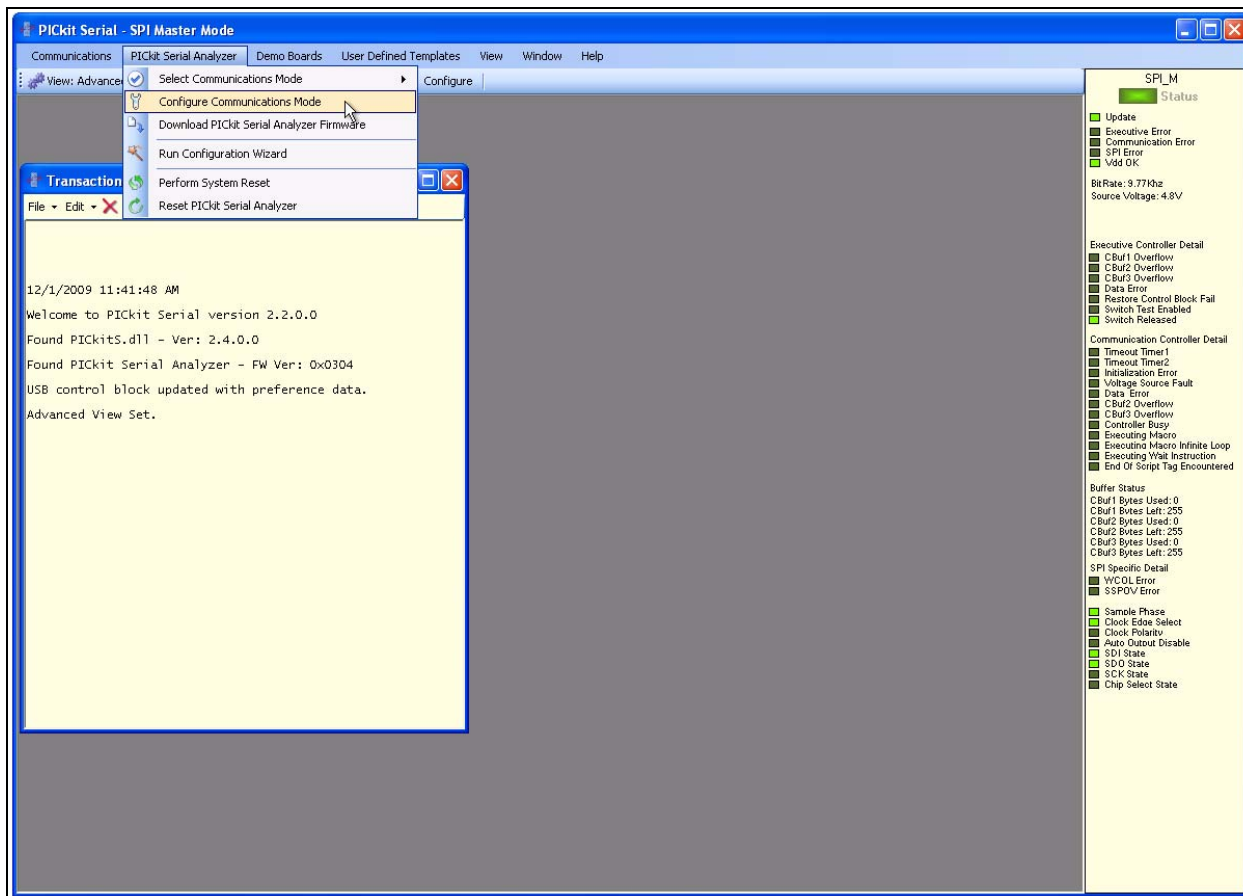 PICkit Serial - SPI Master Mode
Communications PICkit Serial Analyzer Demo Boards User Defined Templates View Window Help
View: Advance Configure
Select Communications Mode
Configure Communications Mode
Download PICkit Serial Analyzer Firmware
Run Configuration Wizard
Perform System Reset
Reset PICkit Serial Analyzer
Transaction
File Edit
12/1/2009 11:41:48 AM
Welcome to PICkit Serial version 2.2.0.0
Found PICkitS.dll - Ver: 2.4.0.0
Found PICkit Serial Analyzer - FW Ver: 0x0304
USB control block updated with preference data.
Advanced View Set.
SPI_M
Status
Update
Executive Error
Communication Error
SPI Error
Vdd OK
BitRate: 9.77Khz
Source Voltage: 4.8V
Executive Controller Detail
CBuf1 Overflow
CBuf2 Overflow
CBuf3 Overflow
Data Error
Restore Control Block Fail
Switch Test Enabled
Switch Released
Communication Controller Detail
Timeout Timer1
Timeout Timer2
Initialization Error
Voltage Source Fault
Data Error
CBuf2 Overflow
CBuf3 Overflow
Controller Busy
Executing Macro
Executing Macro Infinite Loop
Executing Wait Instruction
End Of Script Tag Encountered
Buffer Status
CBuf1 Bytes Used: 0
CBuf1 Bytes Left: 255
CBuf2 Bytes Used: 0
CBuf2 Bytes Left: 255
CBuf3 Bytes Used: 0
CBuf3 Bytes Left: 255
SPI Specific Detail
WCOL Error
SSPOV Error
Sample Phase
Clock Edge Select
Clock Polarity
Auto Output Disable
SDI State
SDO State
SCK State
Chip Select State